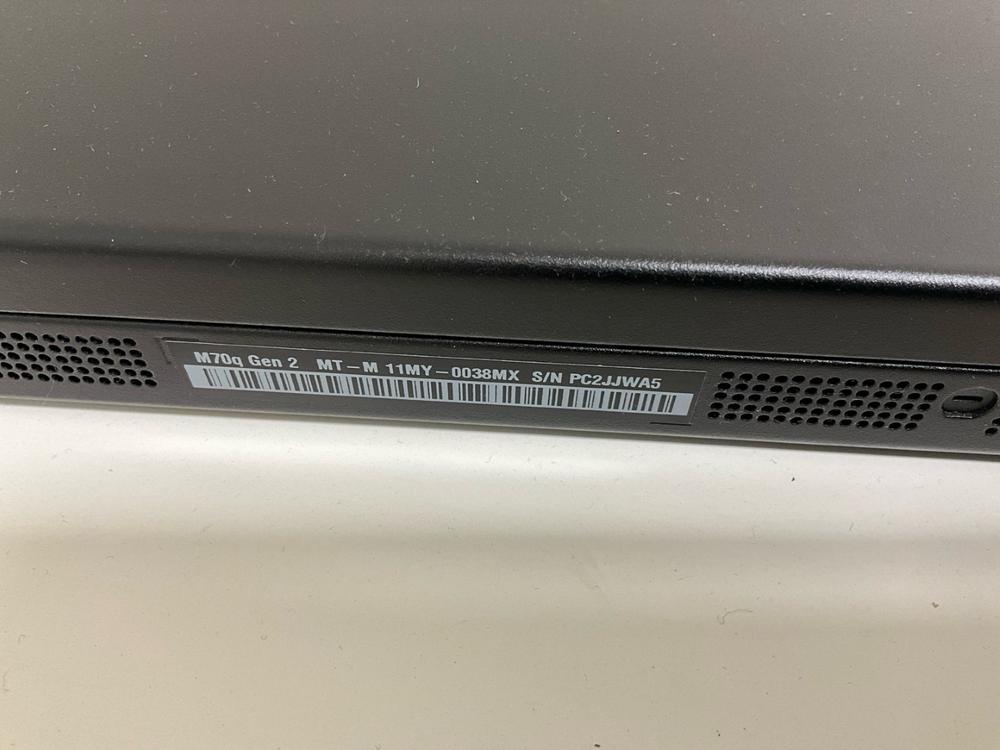 M70q Gen 2 MT-M 11MY-0038MX S/N PC2JJWA5